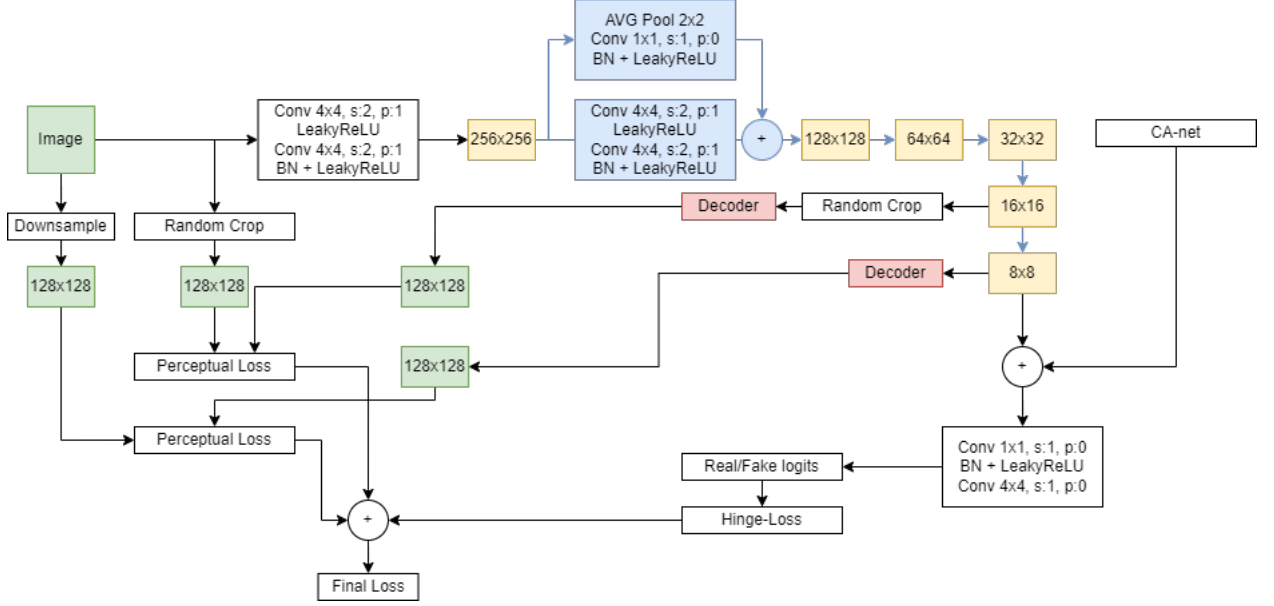 AVG Pool 2x2
Conv 1x1, s:1, p:0
BN + LeakyReLU
Image
Conv 4x4, s:2, p:1
LeakyReLU
Conv 4x4, s:2, p:1
BN + LeakyReLU
256x256
Conv 4x4, s:2, p:1
LeakyReLU
Conv 4x4, s:2, p:1
BN + LeakyReLU
+
128x128
64x64
32x32
CA-net
Downsample
Random Crop
Decoder
Random Crop
16x16
128x128
128x128
128x128
Decoder
8x8
Perceptual Loss
128x128
+
Perceptual Loss
Conv 1x1, s:1, p:0
BN + LeakyReLU
Conv 4x4, s:1, p:0
Real/Fake logits
+
Hinge-Loss
Final Loss